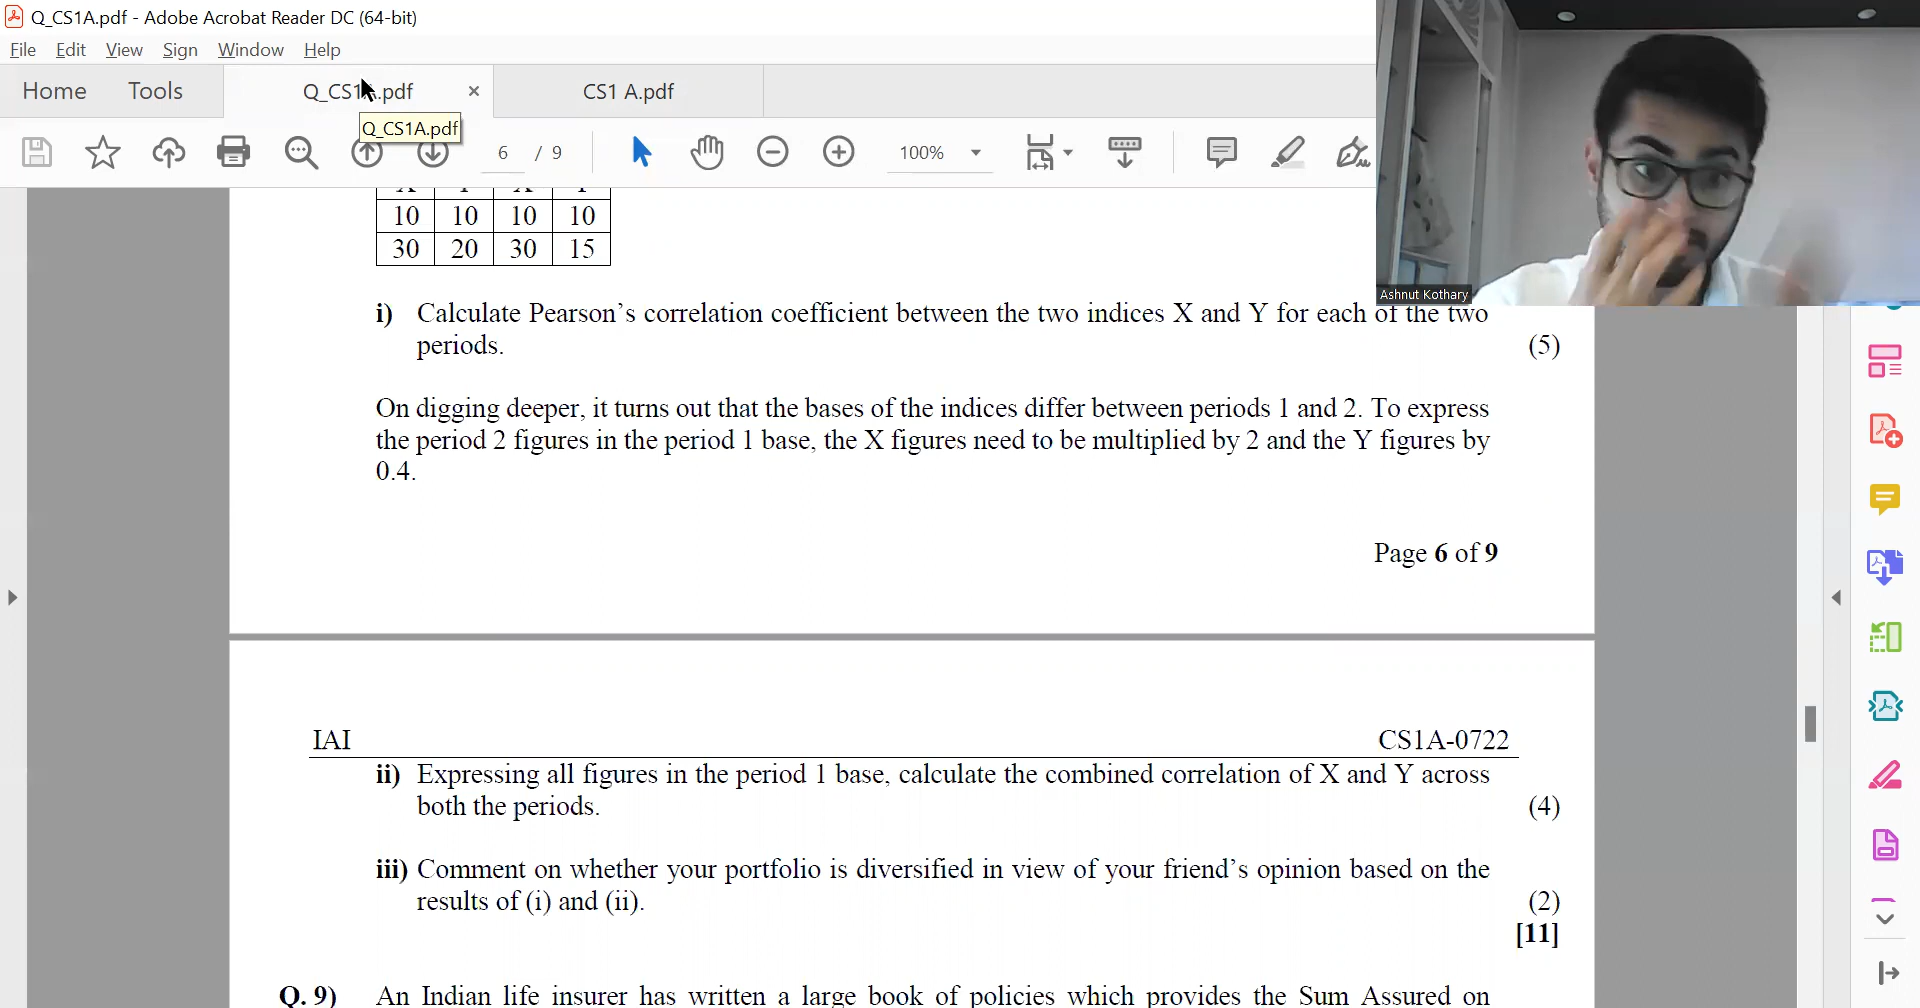 Q_CS1A.pdf - Adobe Acrobat Reader DC (64-bit)
File Edit View Sign Window Help
Home Tools Q_CS1A.pdf × CS1 A.pdf
Q_CS1A.pdf
6 / 9 100%
Ashnut Kothary
X Y X Y
10 10 10 10
30 20 30 15
i) Calculate Pearson’s correlation coefficient between the two indices X and Y for each of the two
periods. (5)
On digging deeper, it turns out that the bases of the indices differ between periods 1 and 2. To express
the period 2 figures in the period 1 base, the X figures need to be multiplied by 2 and the Y figures by
0.4.
Page 6 of 9
IAI CS1A-0722
ii) Expressing all figures in the period 1 base, calculate the combined correlation of X and Y across
both the periods. (4)
iii) Comment on whether your portfolio is diversified in view of your friend’s opinion based on the
results of (i) and (ii). (2)
[11]
Q. 9) An Indian life insurer has written a large book of policies which provides the Sum Assured on